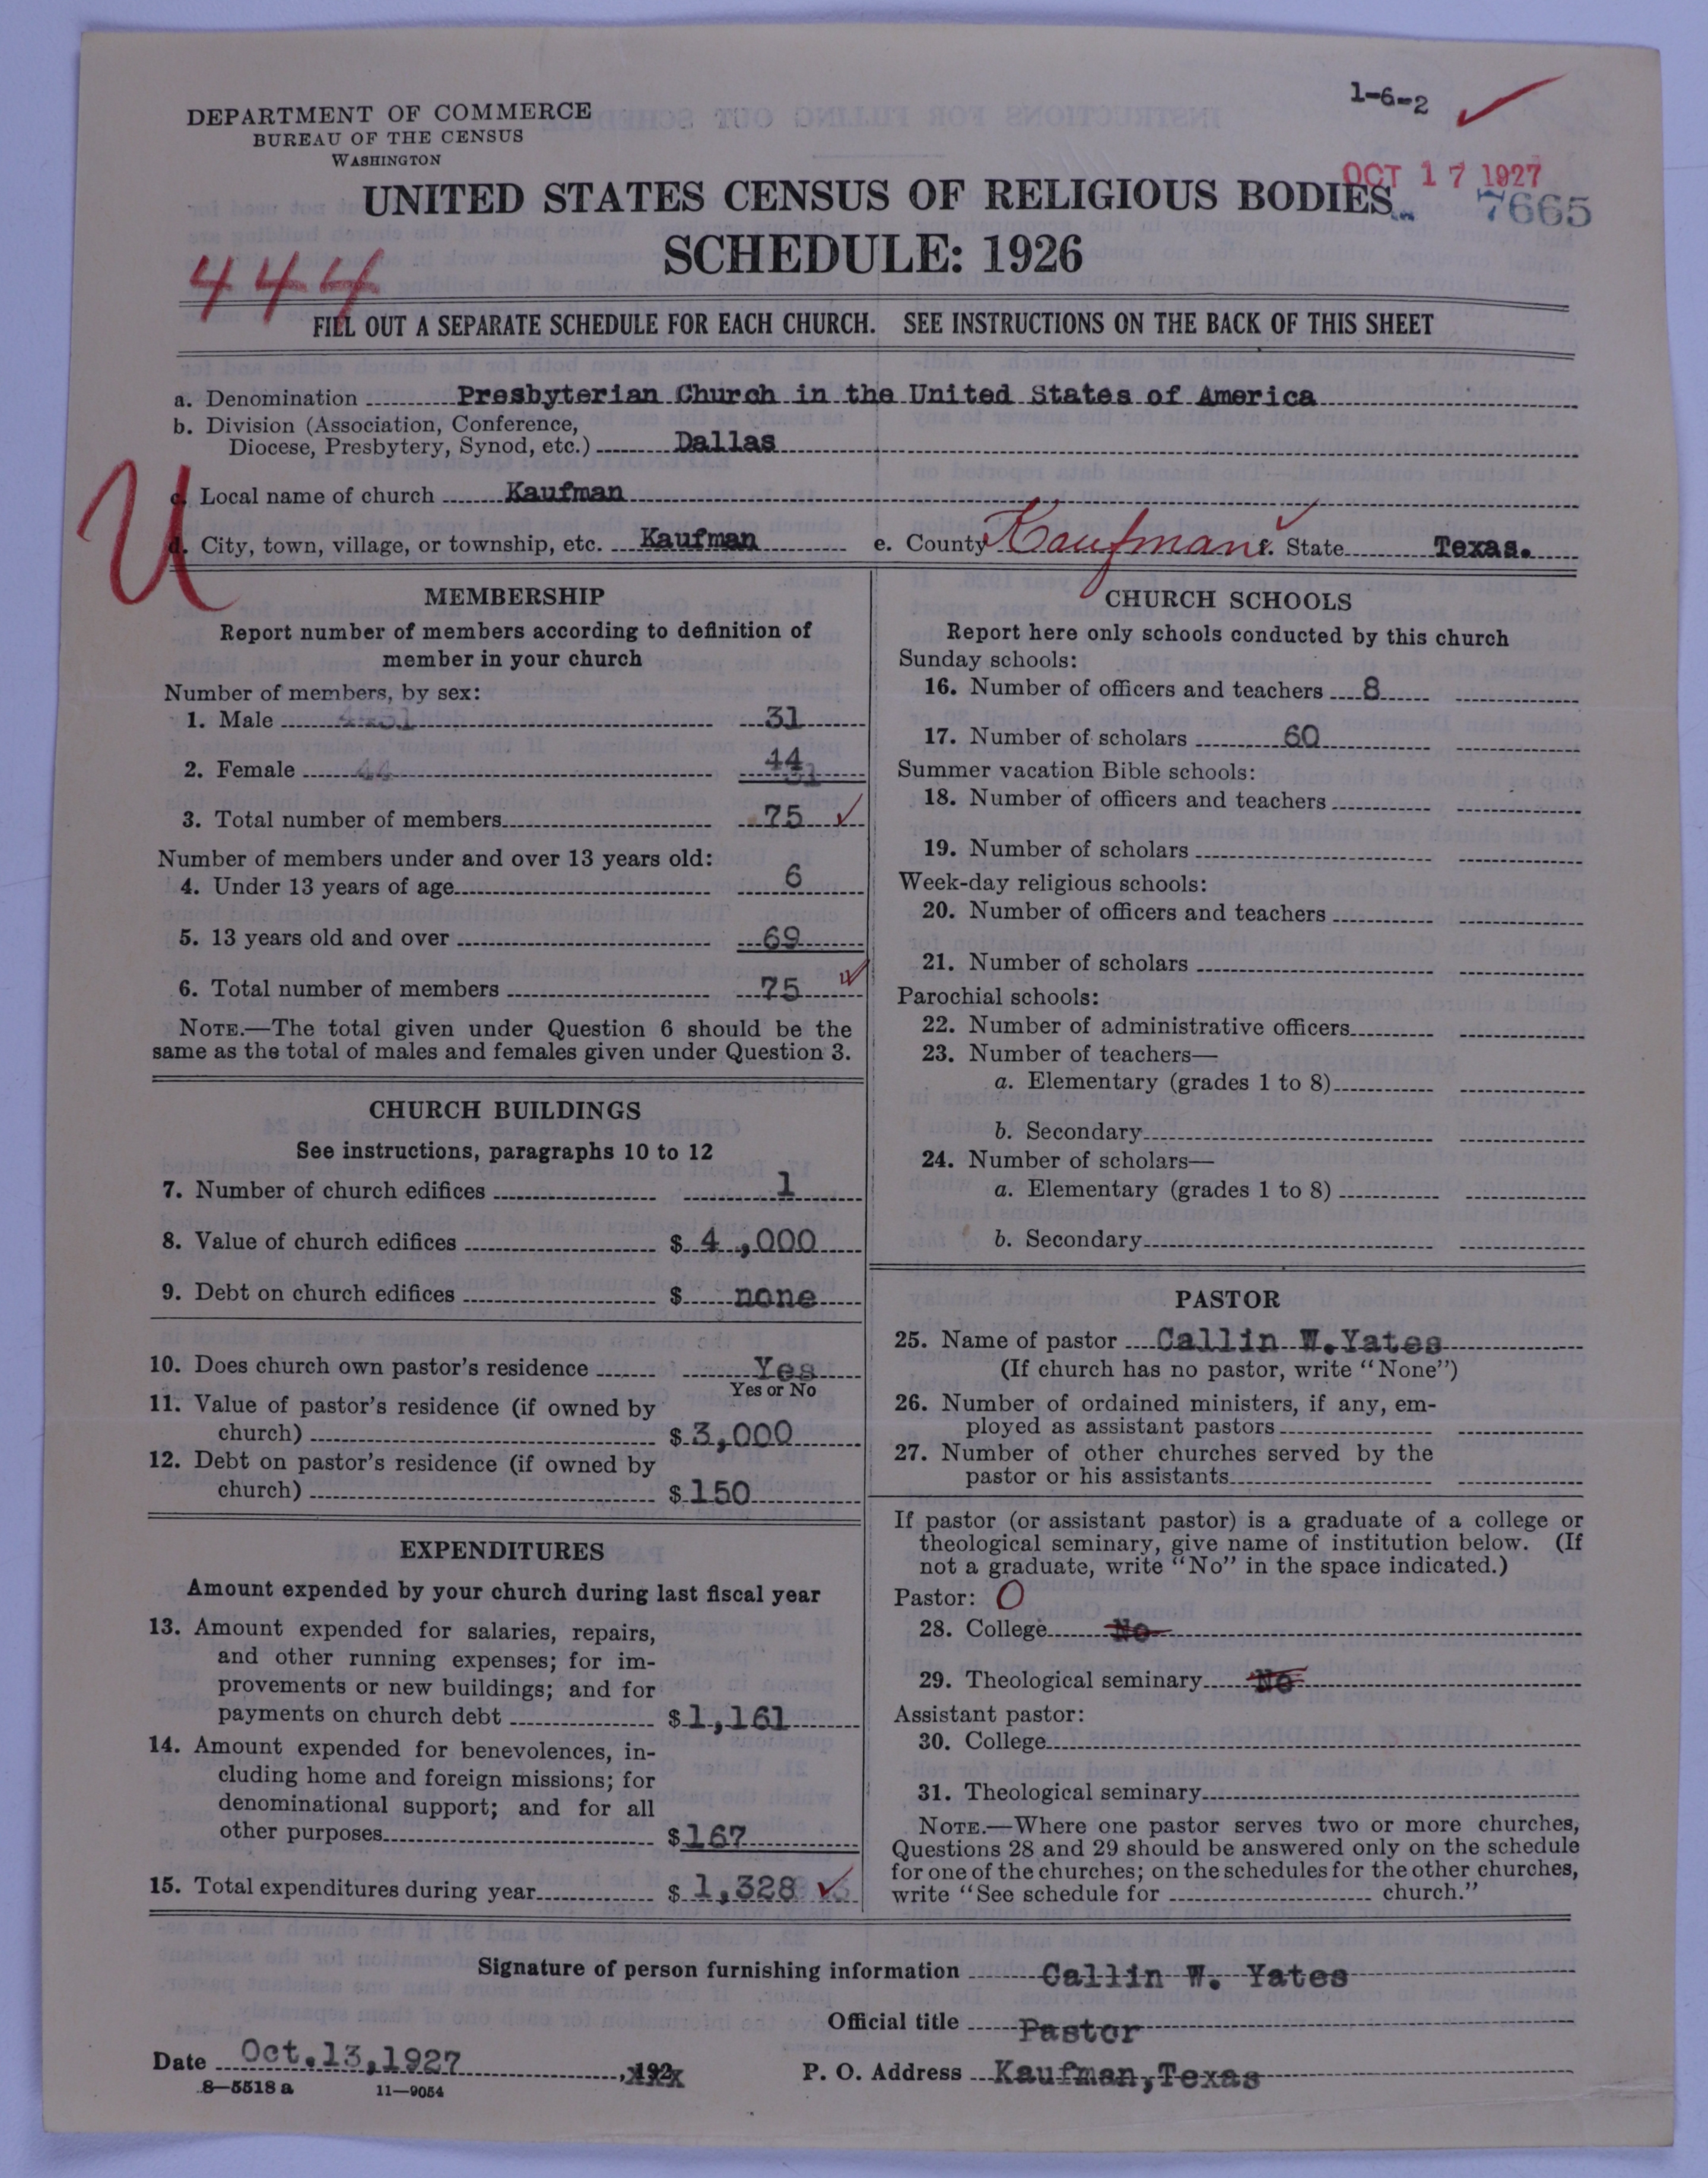 1-6-2
DEPARTMENT OF COMMERCE
BUREAU OF THE CENSUS
WASHINGTON
OCT 17 1927
UNITED STATES CENSUS OF RELIGIOUS BODIES
7665
SCHEDULE: 1926
444
FILL OUT A SEPARATE SCHEDULE FOR EACH CHURCH. SEE INSTRUCTIONS ON THE BACK OF THIS SHEET
a. Denomination Presbyterian Church in the United States of America
b. Division (Association, Conference,
Diocese, Presbytery, Synod, etc.) Dallas
U
c. Local name of church Kaufman
d. City, town, village, or township, etc. Kaufman e. County Kaufman f. State Texas.
MEMBERSHIP
Report number of members according to definition of
member in your church
Number of members, by sex:
1. Male 31
2. Female 44
3. Total number of members 75
Number of members under and over 13 years old:
4. Under 13 years of age 6
5. 13 years old and over 69
6. Total number of members 75
NOTE.—The total given under Question 6 should be the
same as the total of males and females given under Question 3.
CHURCH BUILDINGS
See instructions, paragraphs 10 to 12
7. Number of church edifices 1
8. Value of church edifices $ 4,000
9. Debt on church edifices $ none
10. Does church own pastor's residence Yes
Yes or No
11. Value of pastor's residence (if owned by
church) $ 3,000
12. Debt on pastor's residence (if owned by
church) $ 150
EXPENDITURES
Amount expended by your church during last fiscal year
13. Amount expended for salaries, repairs,
and other running expenses; for im-
provements or new buildings; and for
payments on church debt $ 1,161
14. Amount expended for benevolences, in-
cluding home and foreign missions; for
denominational support; and for all
other purposes $ 167
15. Total expenditures during year $ 1,328
CHURCH SCHOOLS
Report here only schools conducted by this church
Sunday schools:
16. Number of officers and teachers 8
17. Number of scholars 60
Summer vacation Bible schools:
18. Number of officers and teachers
19. Number of scholars
Week-day religious schools:
20. Number of officers and teachers
21. Number of scholars
Parochial schools:
22. Number of administrative officers
23. Number of teachers—
a. Elementary (grades 1 to 8)
b. Secondary
24. Number of scholars—
a. Elementary (grades 1 to 8)
b. Secondary
PASTOR
25. Name of pastor Callin W.Yates
(If church has no pastor, write "None")
26. Number of ordained ministers, if any, em-
ployed as assistant pastors
27. Number of other churches served by the
pastor or his assistants
If pastor (or assistant pastor) is a graduate of a college or
theological seminary, give name of institution below. (If
not a graduate, write "No" in the space indicated.)
Pastor: O
28. College No
29. Theological seminary No
Assistant pastor:
30. College
31. Theological seminary
NOTE.—Where one pastor serves two or more churches,
Questions 28 and 29 should be answered only on the schedule
for one of the churches; on the schedules for the other churches,
write "See schedule for church."
Signature of person furnishing information Callin W. Yates
Official title Pastor
Date Oct.13,1927 , 192 P. O. Address Kaufman,Texas
8—5518 a 11—9054